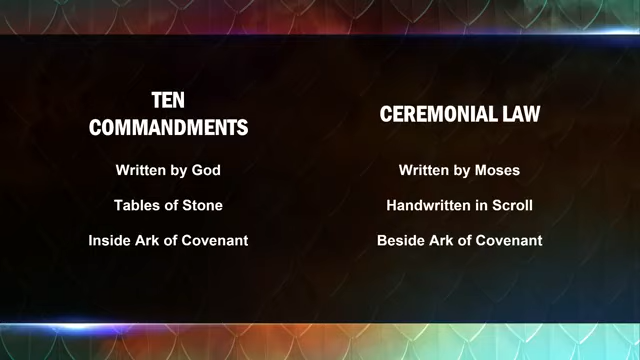 TEN
COMMANDMENTS
Written by God
Tables of Stone
Inside Ark of Covenant
CEREMONIAL LAW
Written by Moses
Handwritten in Scroll
Beside Ark of Covenant